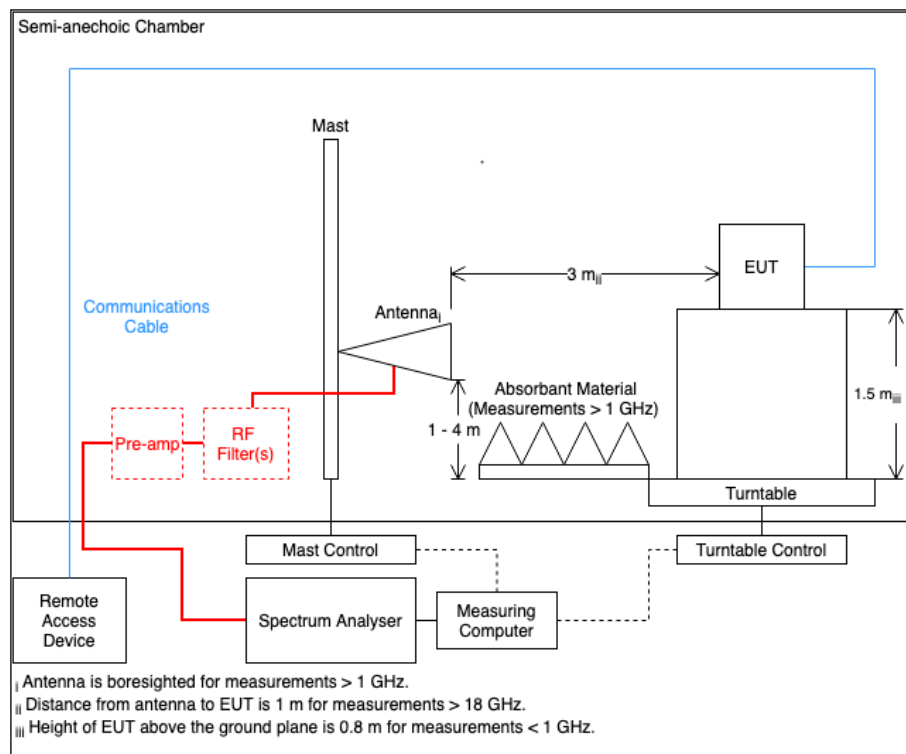 Semi-anechoic Chamber
Mast
EUT
3 mii
Communications
Cable
Antennai
Absorbant Material
(Measurements > 1 GHz)
1.5 miii
1 - 4 m
Pre-amp
RF
Filter(s)
Turntable
Mast Control
Turntable Control
Remote
Access
Device
Spectrum Analyser
Measuring
Computer
i Antenna is boresighted for measurements > 1 GHz.
ii Distance from antenna to EUT is 1 m for measurements > 18 GHz.
iii Height of EUT above the ground plane is 0.8 m for measurements < 1 GHz.